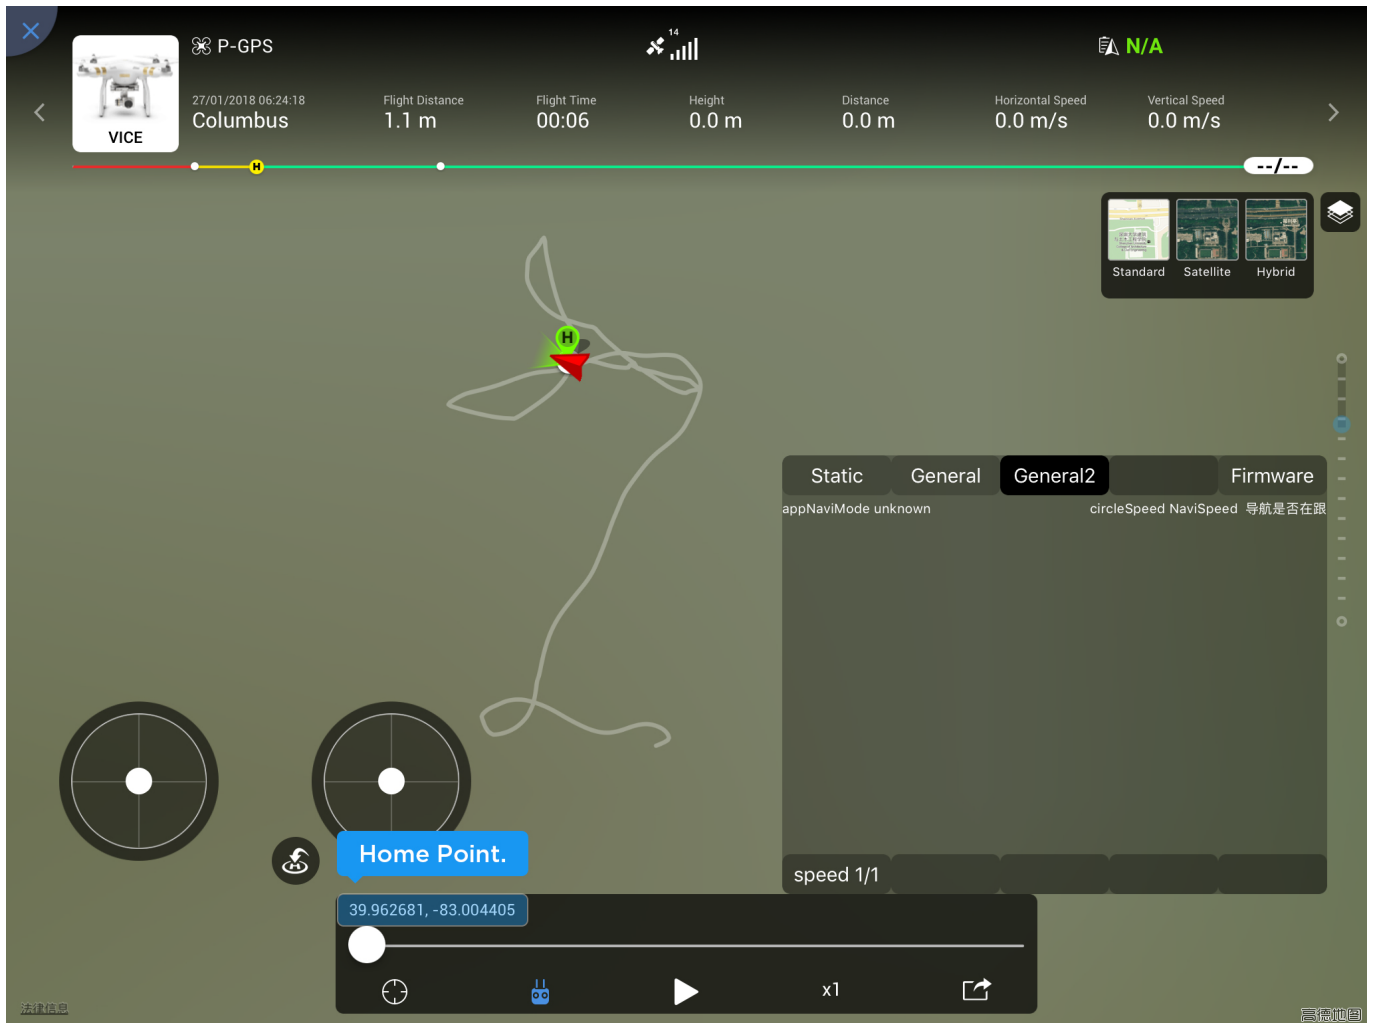 P-GPS
14
N/A
VICE
27/01/2018 06:24:18
Columbus
Flight Distance
1.1 m
Flight Time
00:06
Height
0.0 m
Distance
0.0 m
Horizontal Speed
0.0 m/s
Vertical Speed
0.0 m/s
H
--/--
Standard
Satellite
Hybrid
H
Static
General
General2
Firmware
appNaviMode unknown
circleSpeed NaviSpeed 导航是否在跟
speed 1/1
H
Home Point.
39.962681, -83.004405
x1
法律信息
高德地图